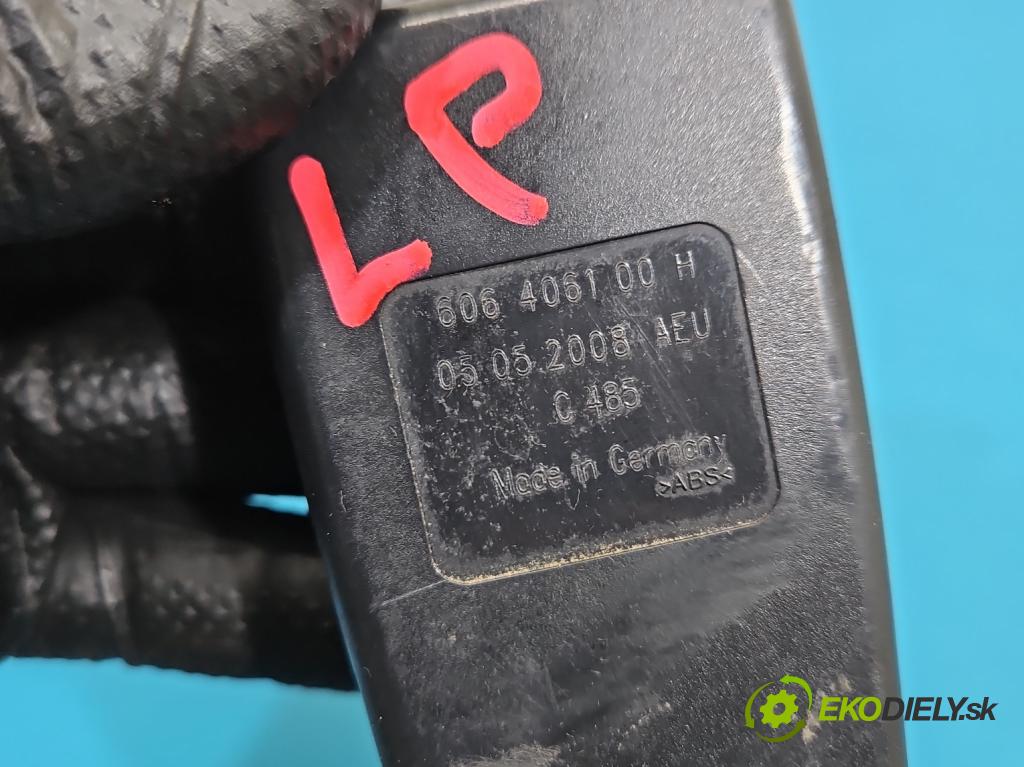 LP
606 4061 00 H
05 05 2008 AEU
C 485
Made in Germany
>ABS<
EKODIELY.sk